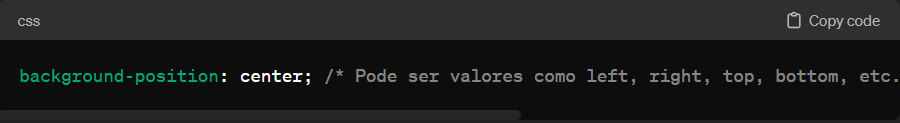 css Copy code
background-position: center; /* Pode ser valores como left, right, top, bottom, etc.